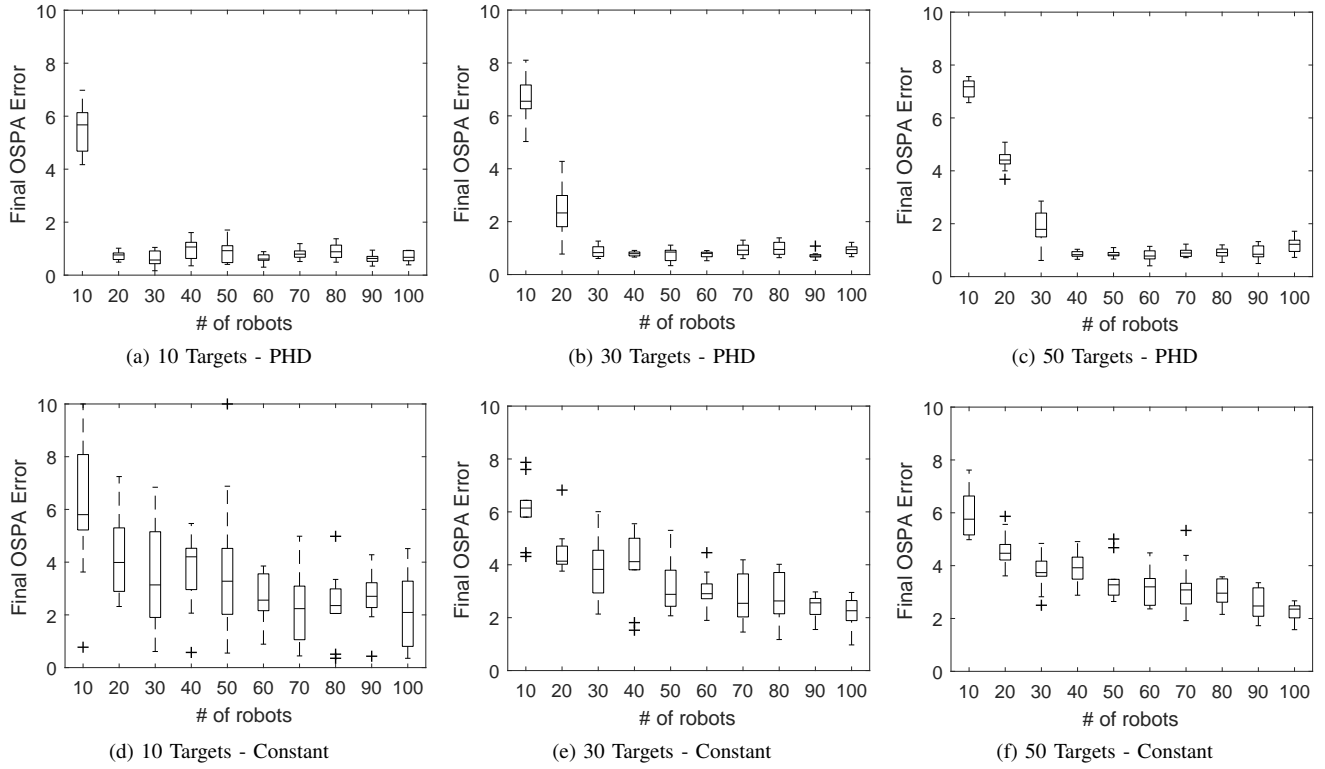 10
8
6
4
2
0
Final OSPA Error
10 20 30 40 50 60 70 80 90 100
# of robots
(a) 10 Targets - PHD
10
8
6
4
2
0
Final OSPA Error
10 20 30 40 50 60 70 80 90 100
# of robots
(b) 30 Targets - PHD
10
8
6
4
2
0
Final OSPA Error
10 20 30 40 50 60 70 80 90 100
# of robots
(c) 50 Targets - PHD
10
8
6
4
2
0
Final OSPA Error
10 20 30 40 50 60 70 80 90 100
# of robots
(d) 10 Targets - Constant
10
8
6
4
2
0
Final OSPA Error
10 20 30 40 50 60 70 80 90 100
# of robots
(e) 30 Targets - Constant
10
8
6
4
2
0
Final OSPA Error
10 20 30 40 50 60 70 80 90 100
# of robots
(f) 50 Targets - Constant